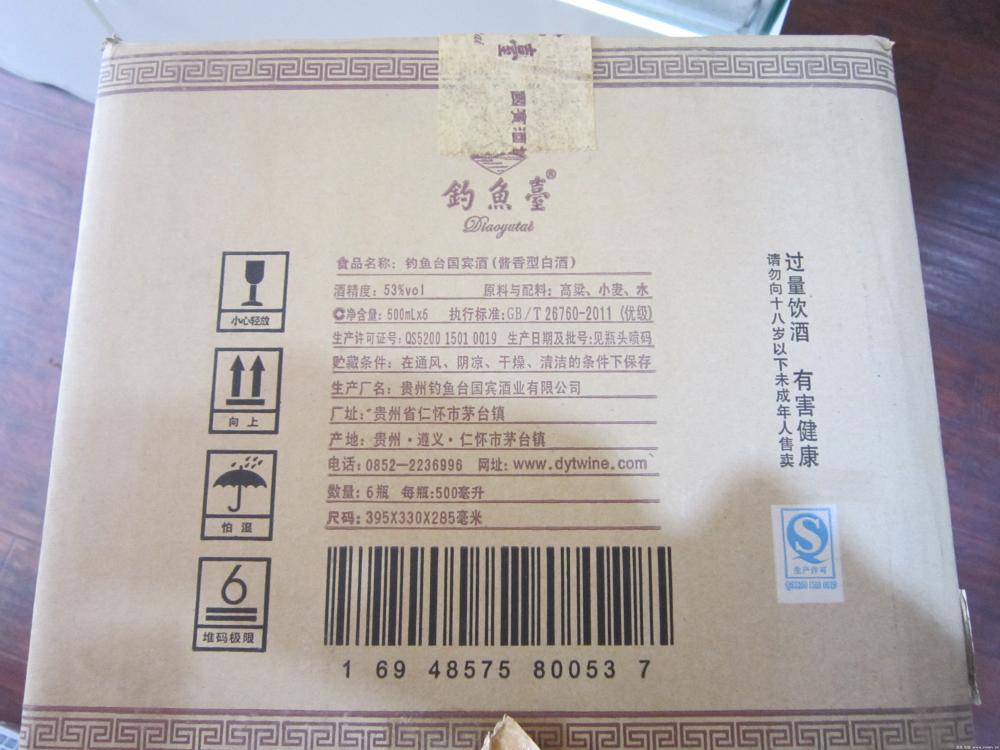 臺
國賓酒
釣魚臺®
Diaoyutai
食品名称：钓鱼台国宾酒(酱香型白酒)
酒精度：53%vol 原料与配料：高粱、小麦、水
C净含量：500mLx6 执行标准:GB/T 26760-2011 (优级)
生产许可证号：QS5200 1501 0019 生产日期及批号:见瓶头喷码
贮藏条件：在通风、阴凉、干燥、清洁的条件下保存
生产厂名：贵州钓鱼台国宾酒业有限公司
厂址：贵州省仁怀市茅台镇
产地：贵州·遵义·仁怀市茅台镇
电话：0852—2236996 网址：www.dytwine.com
数量：6瓶 每瓶:500毫升
尺码：395X330X285毫米
1 69 48575 80053 7
小心轻放
向上
怕湿
6
堆码极限
过量饮酒 有害健康
请勿向十八岁以下未成年人售卖
S
生产许可
QS5200 1501 0019